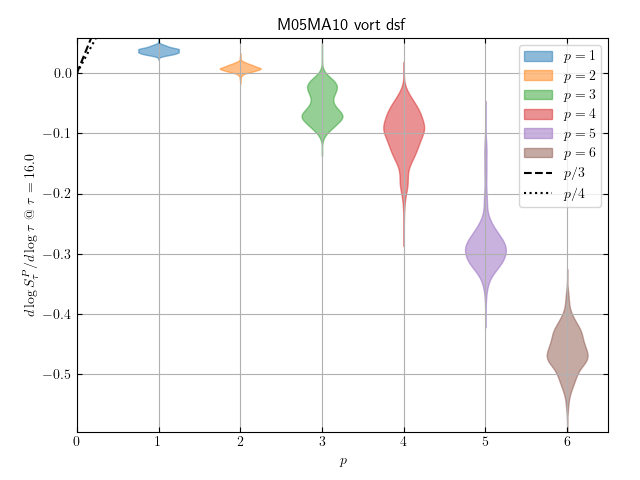 M05MA10 vort dsf
d log S_τ^P / d log τ @ τ = 16.0
0.0
−0.1
−0.2
−0.3
−0.4
−0.5
0 1 2 3 4 5 6
p
p = 1
p = 2
p = 3
p = 4
p = 5
p = 6
p/3
p/4